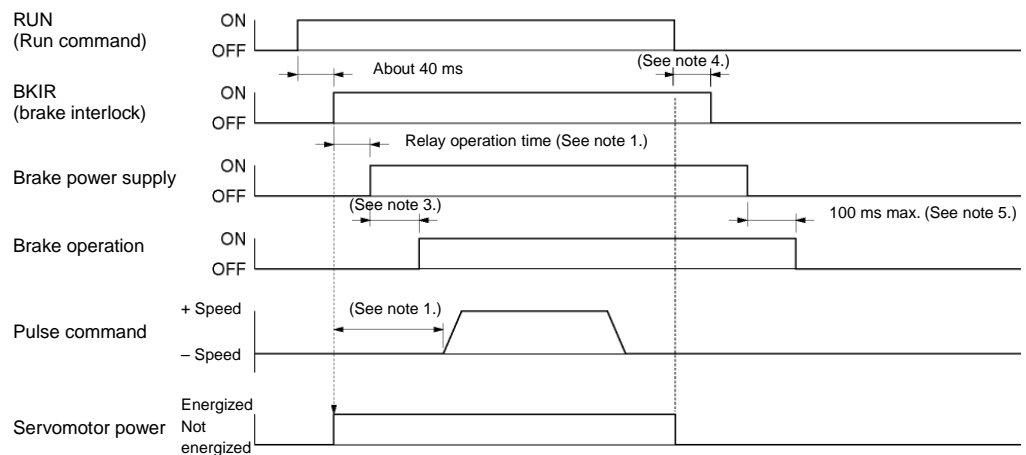 RUN
(Run command)
ON
OFF
About 40 ms
(See note 4.)
BKIR
(brake interlock)
ON
OFF
Relay operation time (See note 1.)
Brake power supply
ON
OFF
(See note 3.)
100 ms max. (See note 5.)
Brake operation
ON
OFF
Pulse command
+ Speed
– Speed
(See note 1.)
Servomotor power
Energized
Not
energized